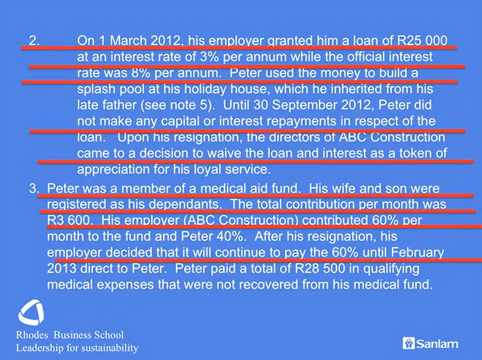 2. On 1 March 2012, his employer granted him a loan of R25 000
at an interest rate of 3% per annum while the official interest
rate was 8% per annum. Peter used the money to build a
splash pool at his holiday house, which he inherited from his
late father (see note 5). Until 30 September 2012, Peter did
not make any capital or interest repayments in respect of the
loan. Upon his resignation, the directors of ABC Construction
came to a decision to waive the loan and interest as a token of
appreciation for his loyal service.
3. Peter was a member of a medical aid fund. His wife and son were
registered as his dependants. The total contribution per month was
R3 600. His employer (ABC Construction) contributed 60% per
month to the fund and Peter 40%. After his resignation, his
employer decided that it will continue to pay the 60% until February
2013 direct to Peter. Peter paid a total of R28 500 in qualifying
medical expenses that were not recovered from his medical fund.
Rhodes Business School
Leadership for sustainability
Sanlam